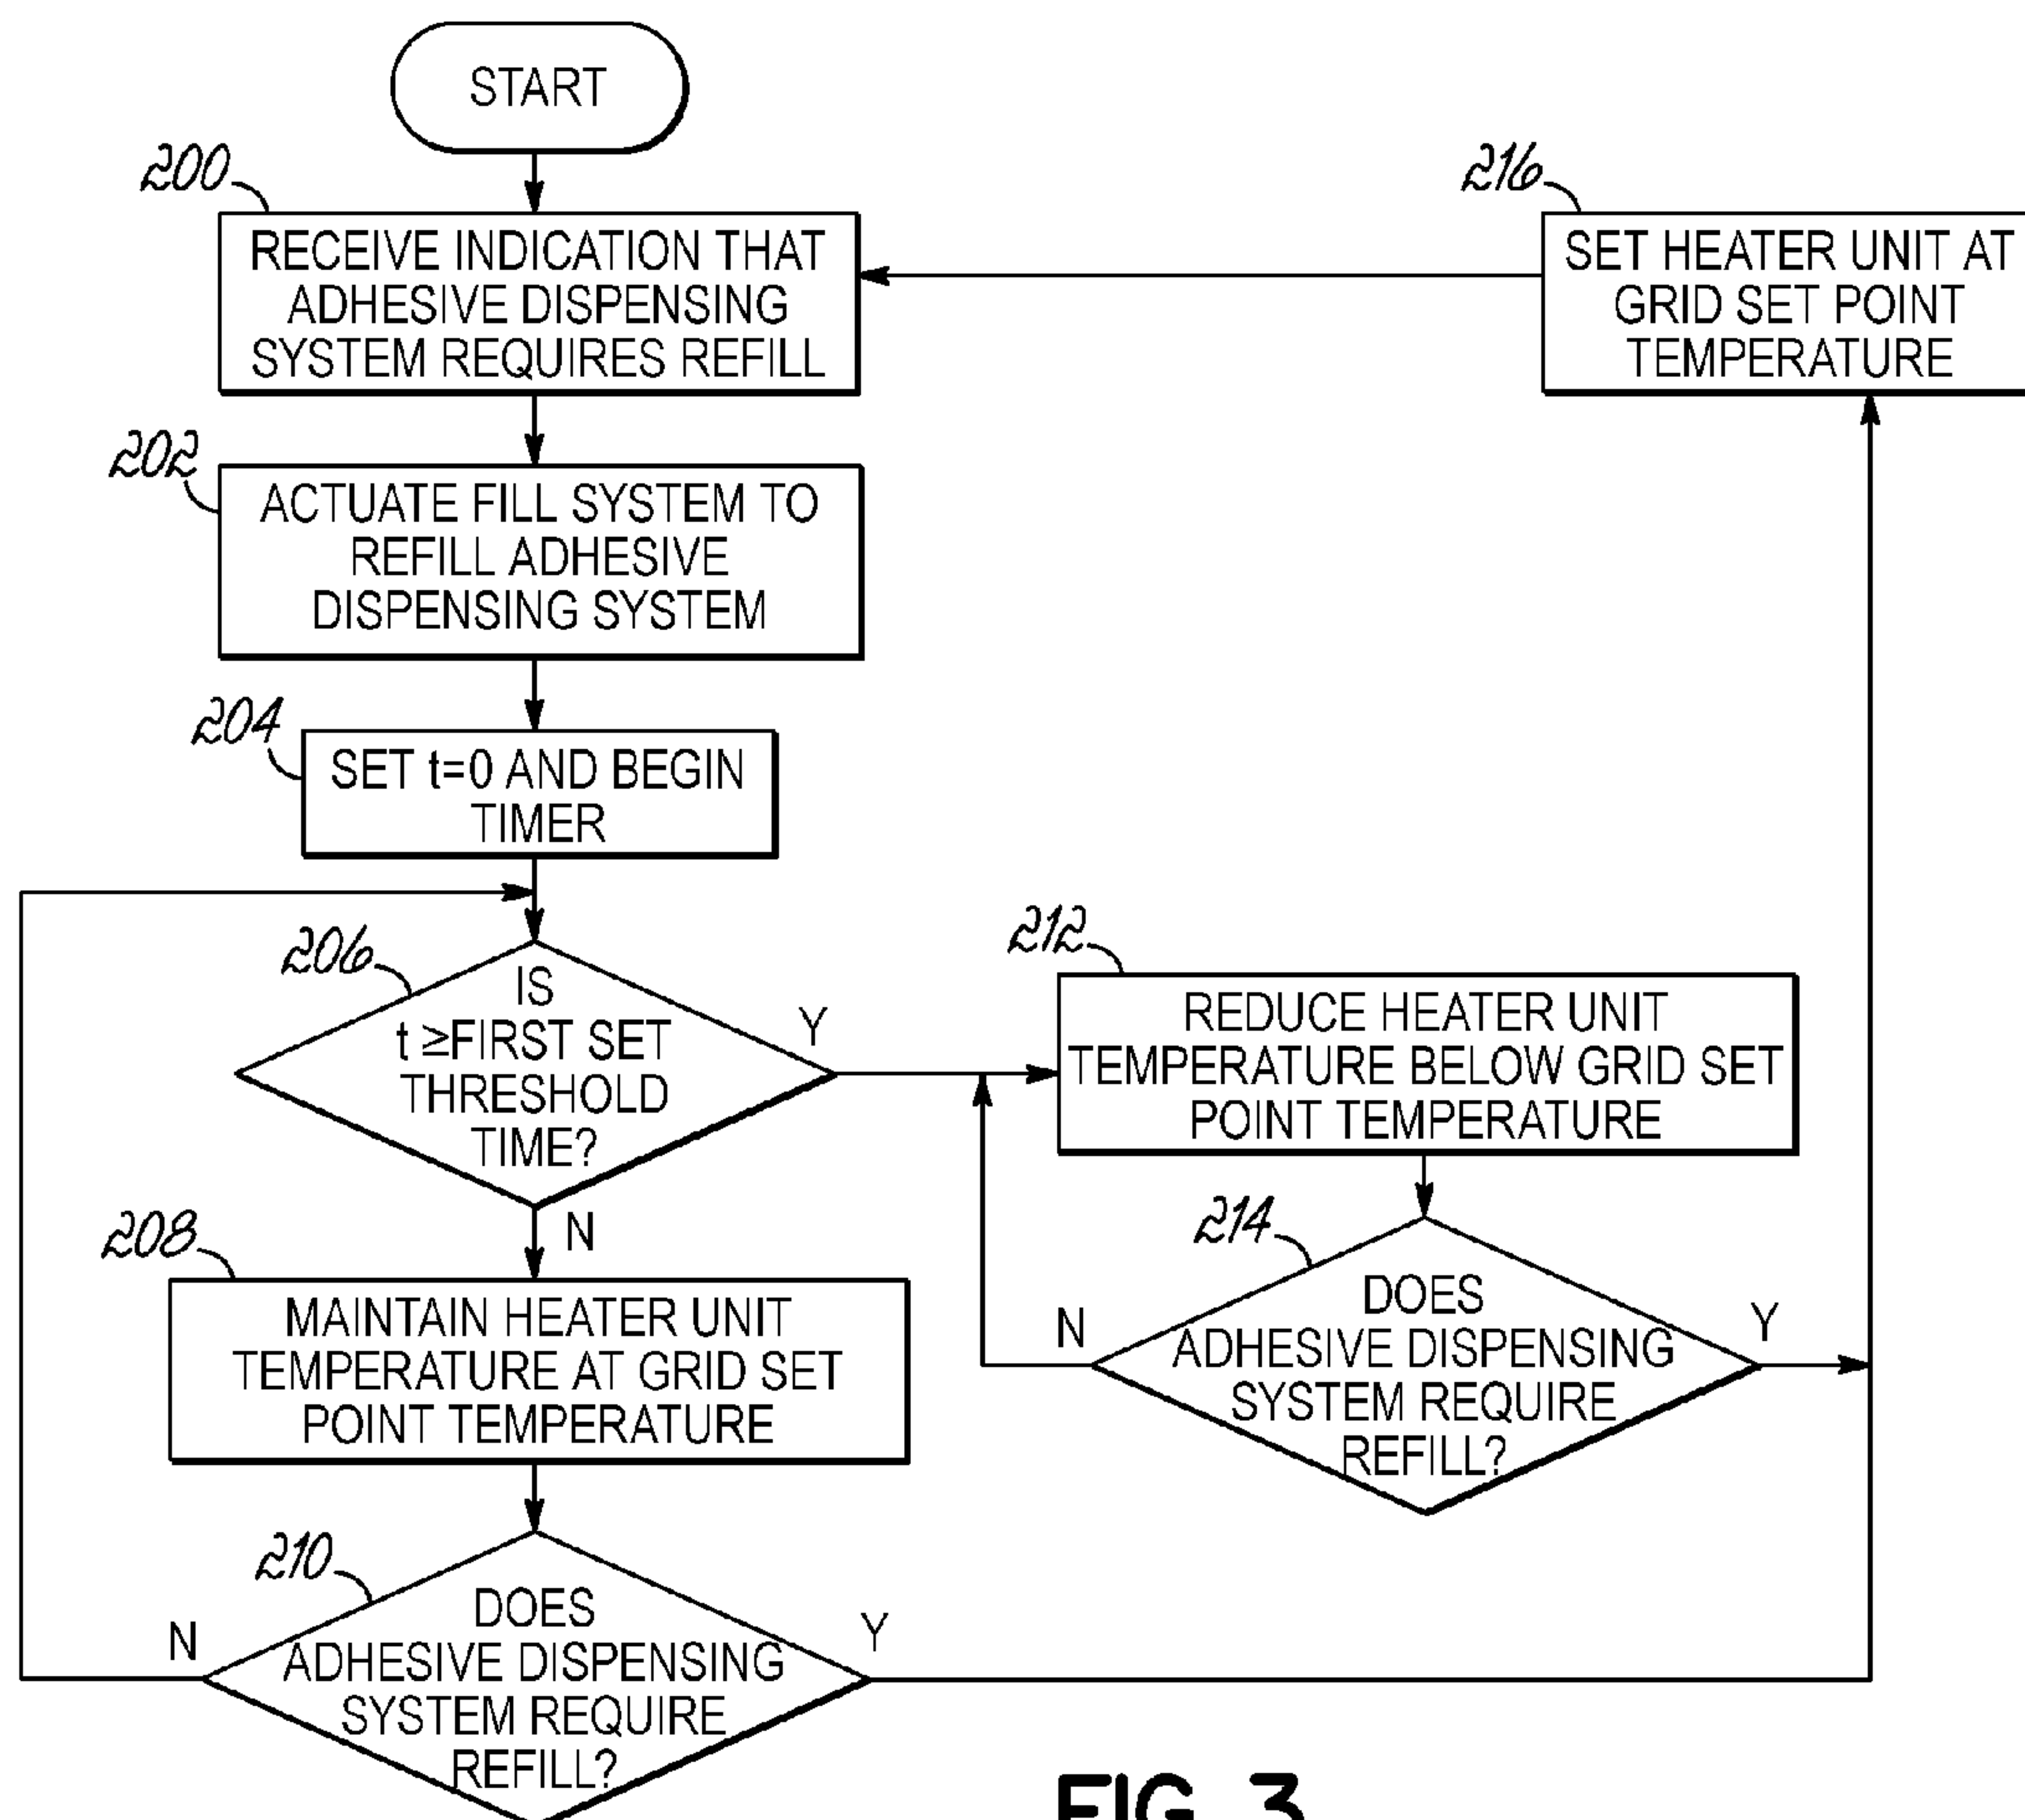 START
200
RECEIVE INDICATION THAT
ADHESIVE DISPENSING
SYSTEM REQUIRES REFILL
216
SET HEATER UNIT AT
GRID SET POINT
TEMPERATURE
202
ACTUATE FILL SYSTEM TO
REFILL ADHESIVE
DISPENSING SYSTEM
204
SET t=0 AND BEGIN
TIMER
206
IS
t ≥FIRST SET
THRESHOLD
TIME?
Y
N
212
REDUCE HEATER UNIT
TEMPERATURE BELOW GRID SET
POINT TEMPERATURE
208
MAINTAIN HEATER UNIT
TEMPERATURE AT GRID SET
POINT TEMPERATURE
214
DOES
ADHESIVE DISPENSING
SYSTEM REQUIRE
REFILL?
N
Y
210
DOES
ADHESIVE DISPENSING
SYSTEM REQUIRE
REFILL?
N
Y
FIG. 3